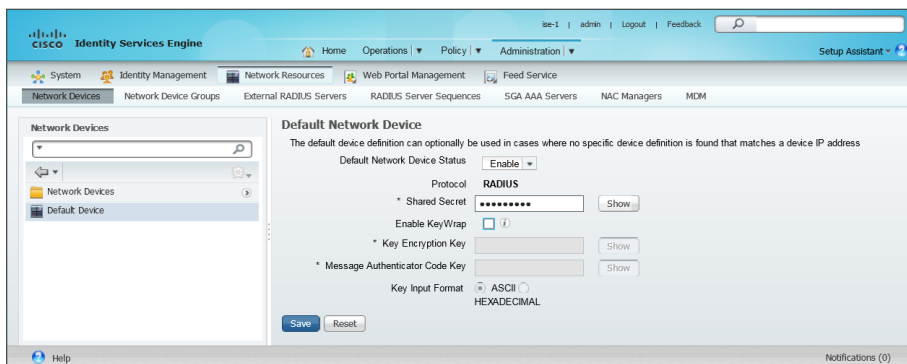 ise-1 | admin | Logout | Feedback
CISCO Identity Services Engine
Home Operations | Policy | Administration |
Setup Assistant
System Identity Management Network Resources Web Portal Management Feed Service
Network Devices Network Device Groups External RADIUS Servers RADIUS Server Sequences SGA AAA Servers NAC Managers MDM
Network Devices
Network Devices
Default Device
Default Network Device
The default device definition can optionally be used in cases where no specific device definition is found that matches a device IP address
Default Network Device Status Enable
Protocol RADIUS
* Shared Secret ●●●●●●●●● Show
Enable KeyWrap
* Key Encryption Key Show
* Message Authenticator Code Key Show
Key Input Format ASCII
HEXADECIMAL
Save Reset
Help
Notifications (0)